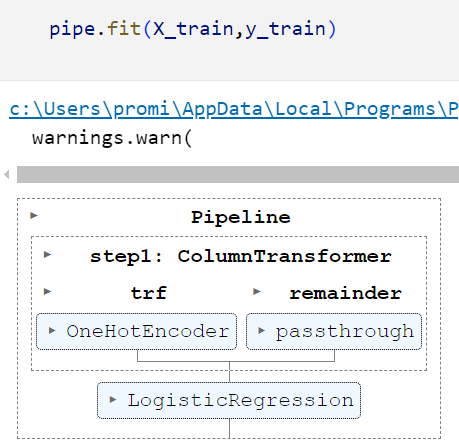 pipe.fit(X_train,y_train)
c:\Users\promi\AppData\Local\Programs\P
warnings.warn(
Pipeline
step1: ColumnTransformer
trf remainder
OneHotEncoder passthrough
LogisticRegression